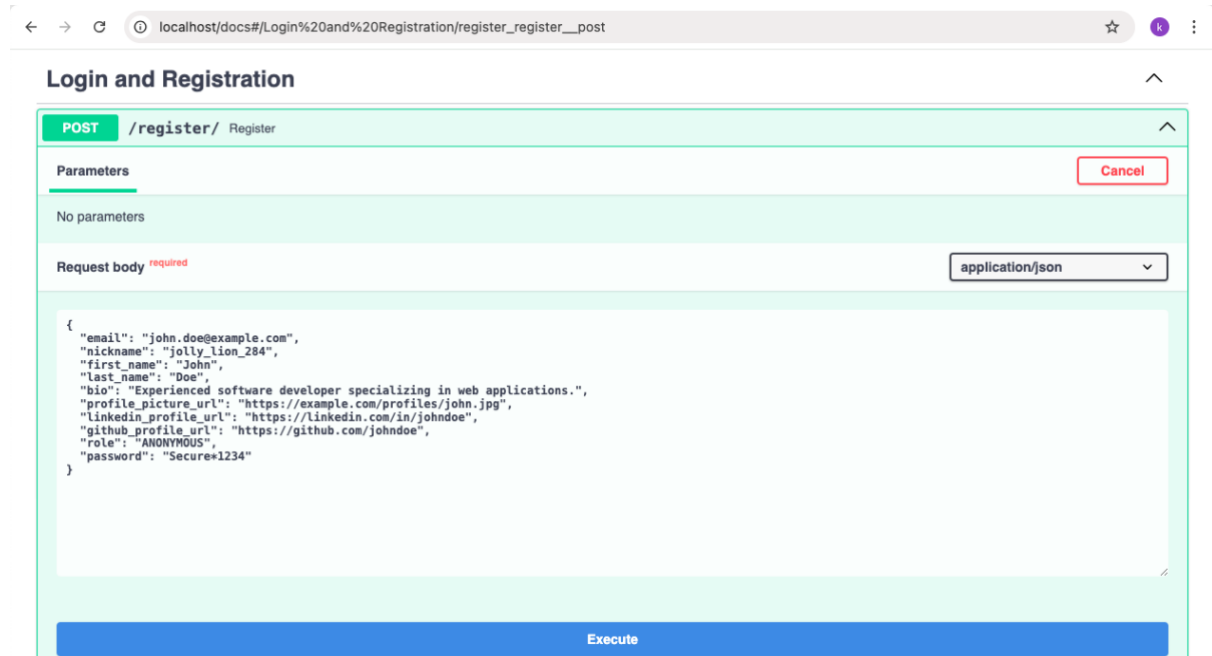 localhost/docs#/Login%20and%20Registration/register_register__post
k
Login and Registration
POST /register/ Register
Parameters
Cancel
No parameters
Request body required
application/json
{
"email": "john.doe@example.com",
"nickname": "jolly_lion_284",
"first_name": "John",
"last_name": "Doe",
"bio": "Experienced software developer specializing in web applications.",
"profile_picture_url": "https://example.com/profiles/john.jpg",
"linkedin_profile_url": "https://linkedin.com/in/johndoe",
"github_profile_url": "https://github.com/johndoe",
"role": "ANONYMOUS",
"password": "Secure*1234"
}
Execute